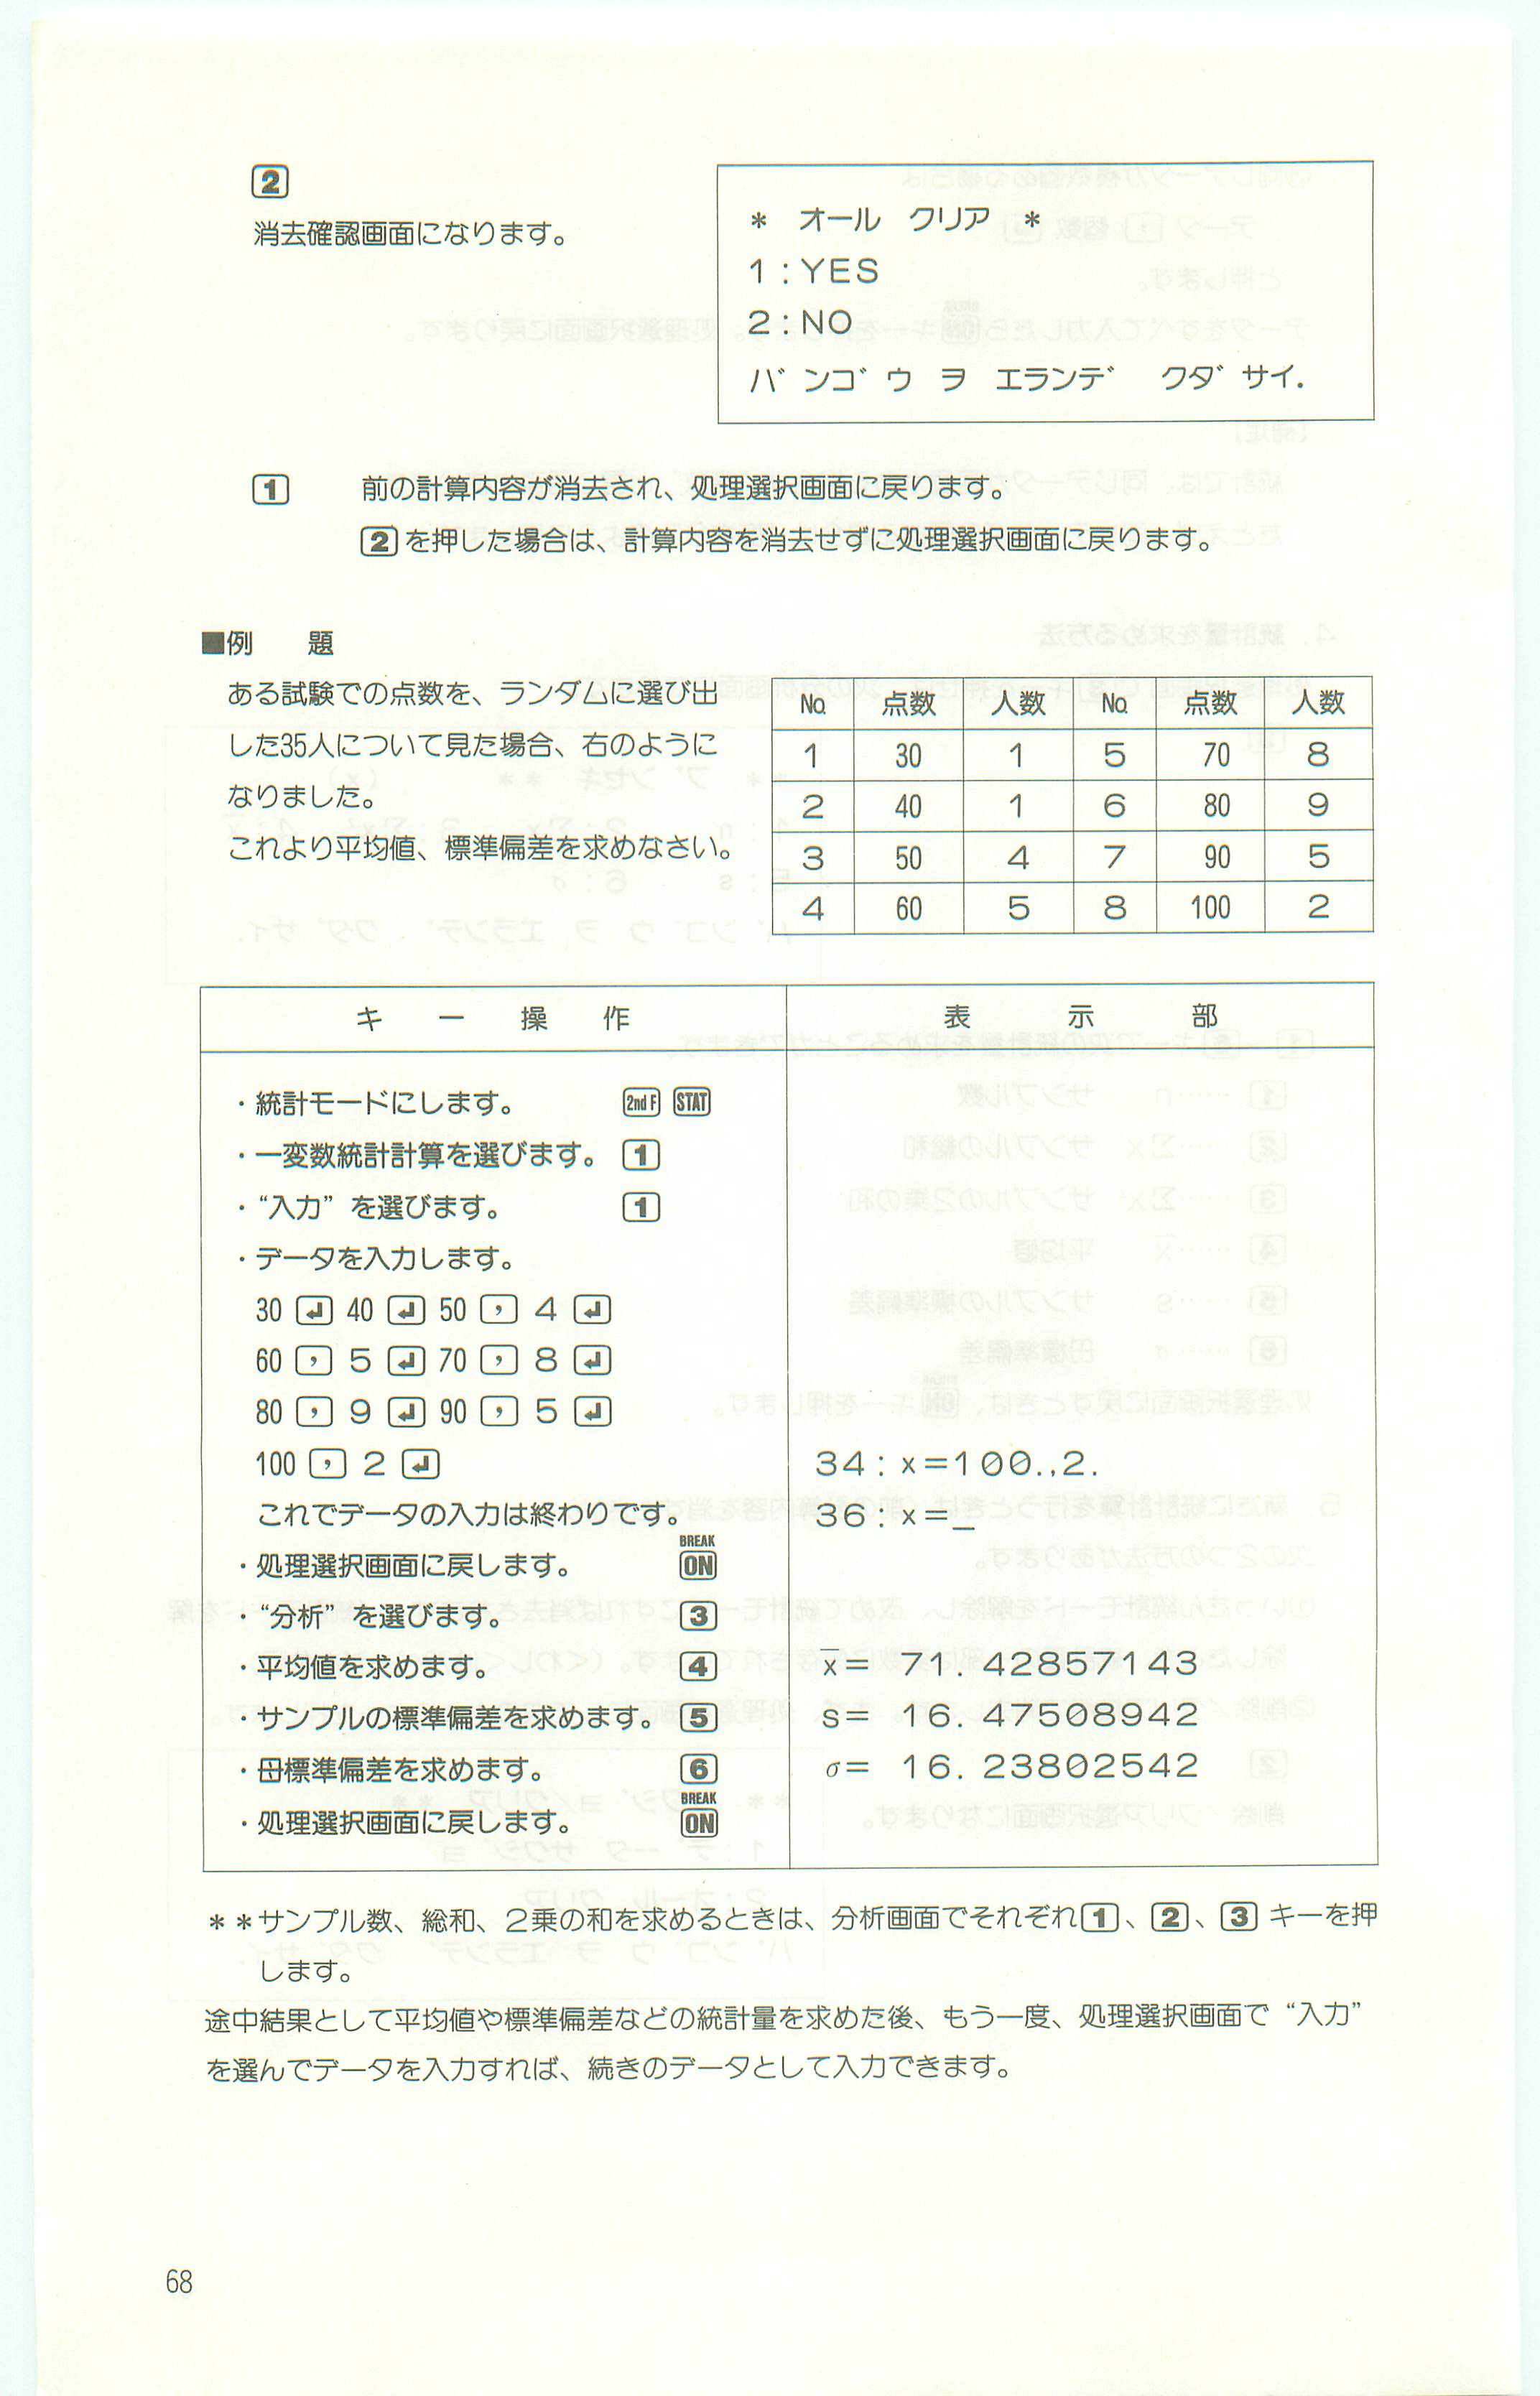 2
消去確認画面になります。
＊　オール　クリア　＊
1：YES
2：NO
バンゴウ　ヲ　エランデ　クダサイ．
1　前の計算内容が消去され、処理選択画面に戻ります。
2を押した場合は、計算内容を消去せずに処理選択画面に戻ります。
■例　題
ある試験での点数を、ランダムに選び出
した35人について見た場合、右のように
なりました。
これより平均値、標準偏差を求めなさい。
№　点数　人数　№　点数　人数
1　30　1　5　70　8
2　40　1　6　80　9
3　50　4　7　90　5
4　60　5　8　100　2
キー操作　表示部
・統計モードにします。　2nd F　STAT
・一変数統計計算を選びます。　1
・“入力”を選びます。　1
・データを入力します。
30 ↲ 40 ↲ 50 , 4 ↲
60 , 5 ↲ 70 , 8 ↲
80 , 9 ↲ 90 , 5 ↲
100 , 2 ↲　34：x＝100.,2.
これでデータの入力は終わりです。　36：x＝_
・処理選択画面に戻します。　BREAK ON
・“分析”を選びます。　3
・平均値を求めます。　4　x̄＝ 71.42857143
・サンプルの標準偏差を求めます。　5　s＝ 16.47508942
・母標準偏差を求めます。　6　σ＝ 16.23802542
・処理選択画面に戻します。　BREAK ON
＊＊サンプル数、総和、2乗の和を求めるときは、分析画面でそれぞれ1、2、3キーを押
します。
途中結果として平均値や標準偏差などの統計量を求めた後、もう一度、処理選択画面で“入力”
を選んでデータを入力すれば、続きのデータとして入力できます。
68